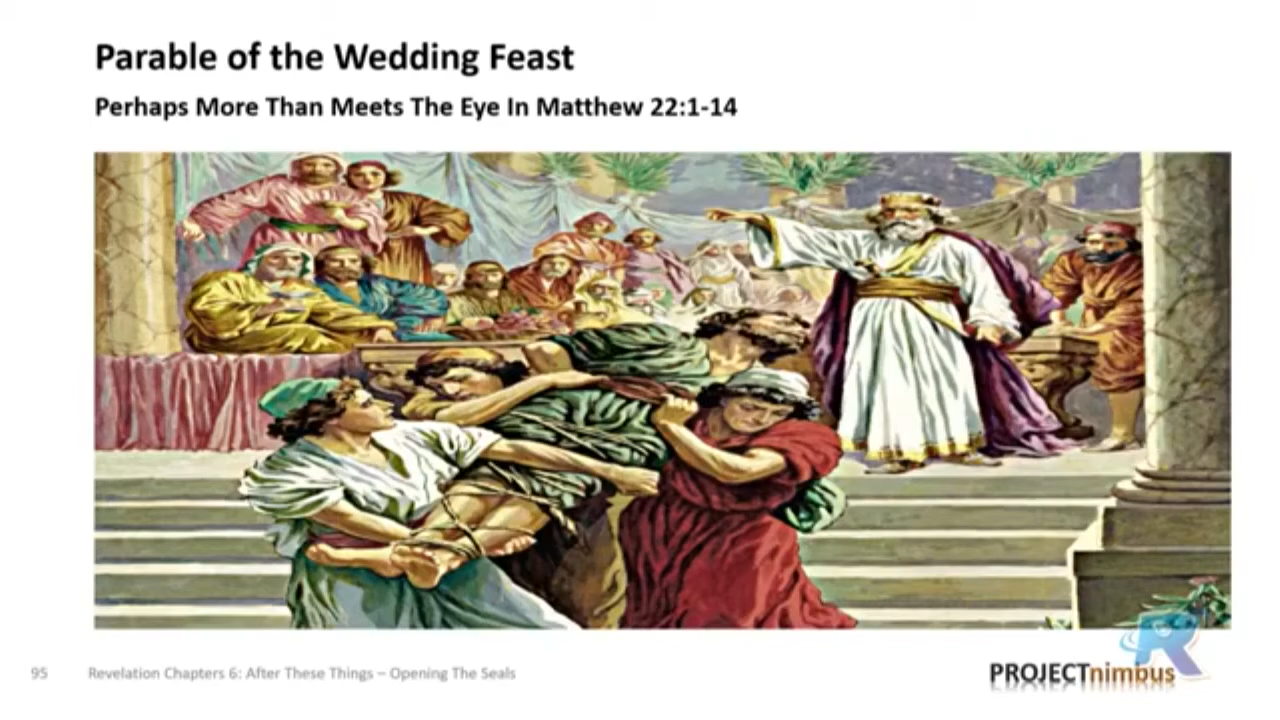 Parable of the Wedding Feast
Perhaps More Than Meets The Eye In Matthew 22:1-14
95 Revelation Chapters 6: After These Things – Opening The Seals
PROJECTnimbus